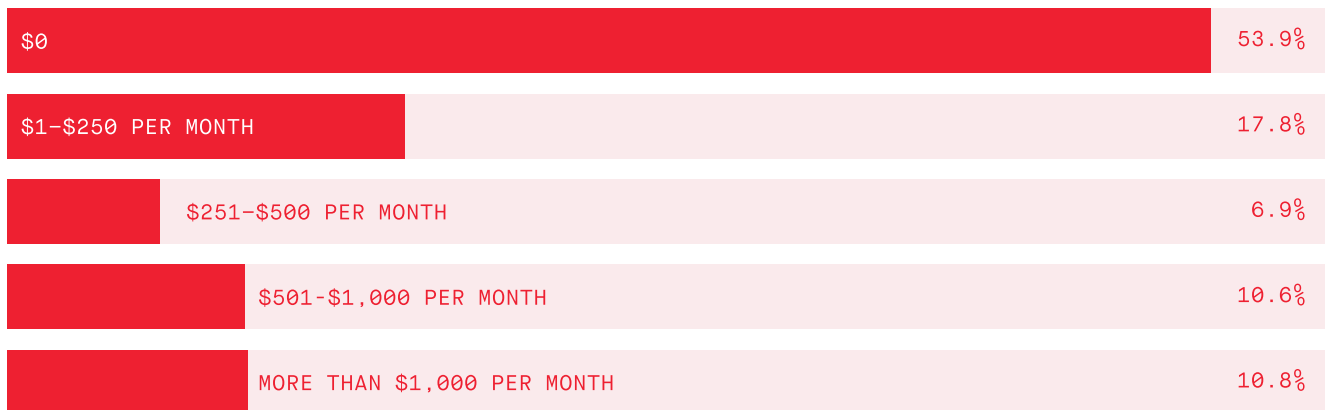 $0 53.9%
$1–$250 PER MONTH 17.8%
$251–$500 PER MONTH 6.9%
$501-$1,000 PER MONTH 10.6%
MORE THAN $1,000 PER MONTH 10.8%